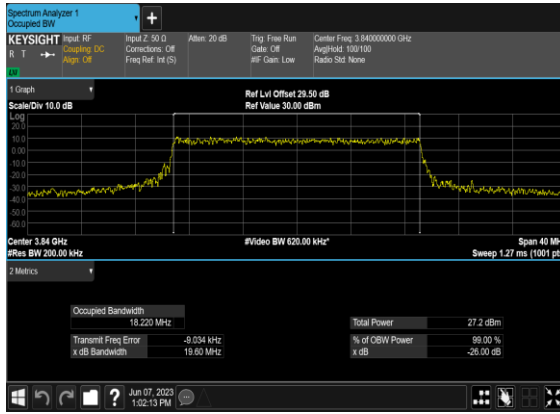 Spectrum Analyzer 1
Occupied BW
+
KEYSIGHT Input: RF Input Z: 50 Ω Atten: 20 dB Trig: Free Run Center Freq: 3.840000000 GHz
R T Coupling: DC Corrections: Off Gate: Off Avg|Hold: 100/100
Align: Off Freq Ref: Int (S) #IF Gain: Low Radio Std: None
1 Graph
Ref Lvl Offset 29.50 dB
Scale/Div 10.0 dB Ref Value 30.00 dBm
Log
20.0
10.0
0.00
-10.0
-20.0
-30.0
-40.0
-50.0
-60.0
Center 3.84 GHz #Video BW 620.00 kHz* Span 40 MH
#Res BW 200.00 kHz Sweep 1.27 ms (1001 pt
2 Metrics
Occupied Bandwidth
18.220 MHz Total Power 27.2 dBm
Transmit Freq Error -9.034 kHz % of OBW Power 99.00 %
x dB Bandwidth 19.60 MHz x dB -26.00 dB
? Jun 07, 2023
1:02:13 PM